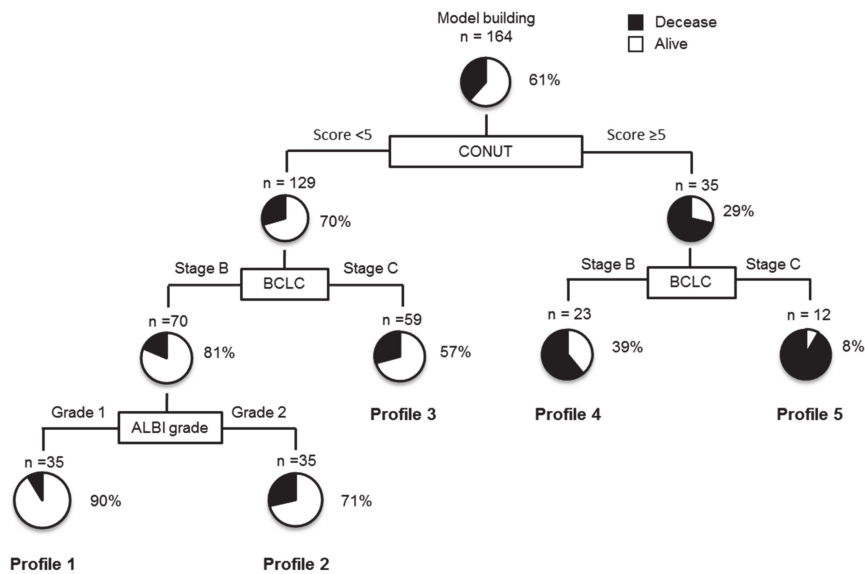 Model building
n = 164
Decease
Alive
61%
Score <5
Score ≥5
CONUT
n = 129
70%
n = 35
29%
Stage B
BCLC
Stage C
Stage B
BCLC
Stage C
n =70
81%
n =59
57%
n = 23
39%
n = 12
8%
Profile 3
Profile 4
Profile 5
Grade 1
ALBI grade
Grade 2
n =35
90%
n =35
71%
Profile 1
Profile 2